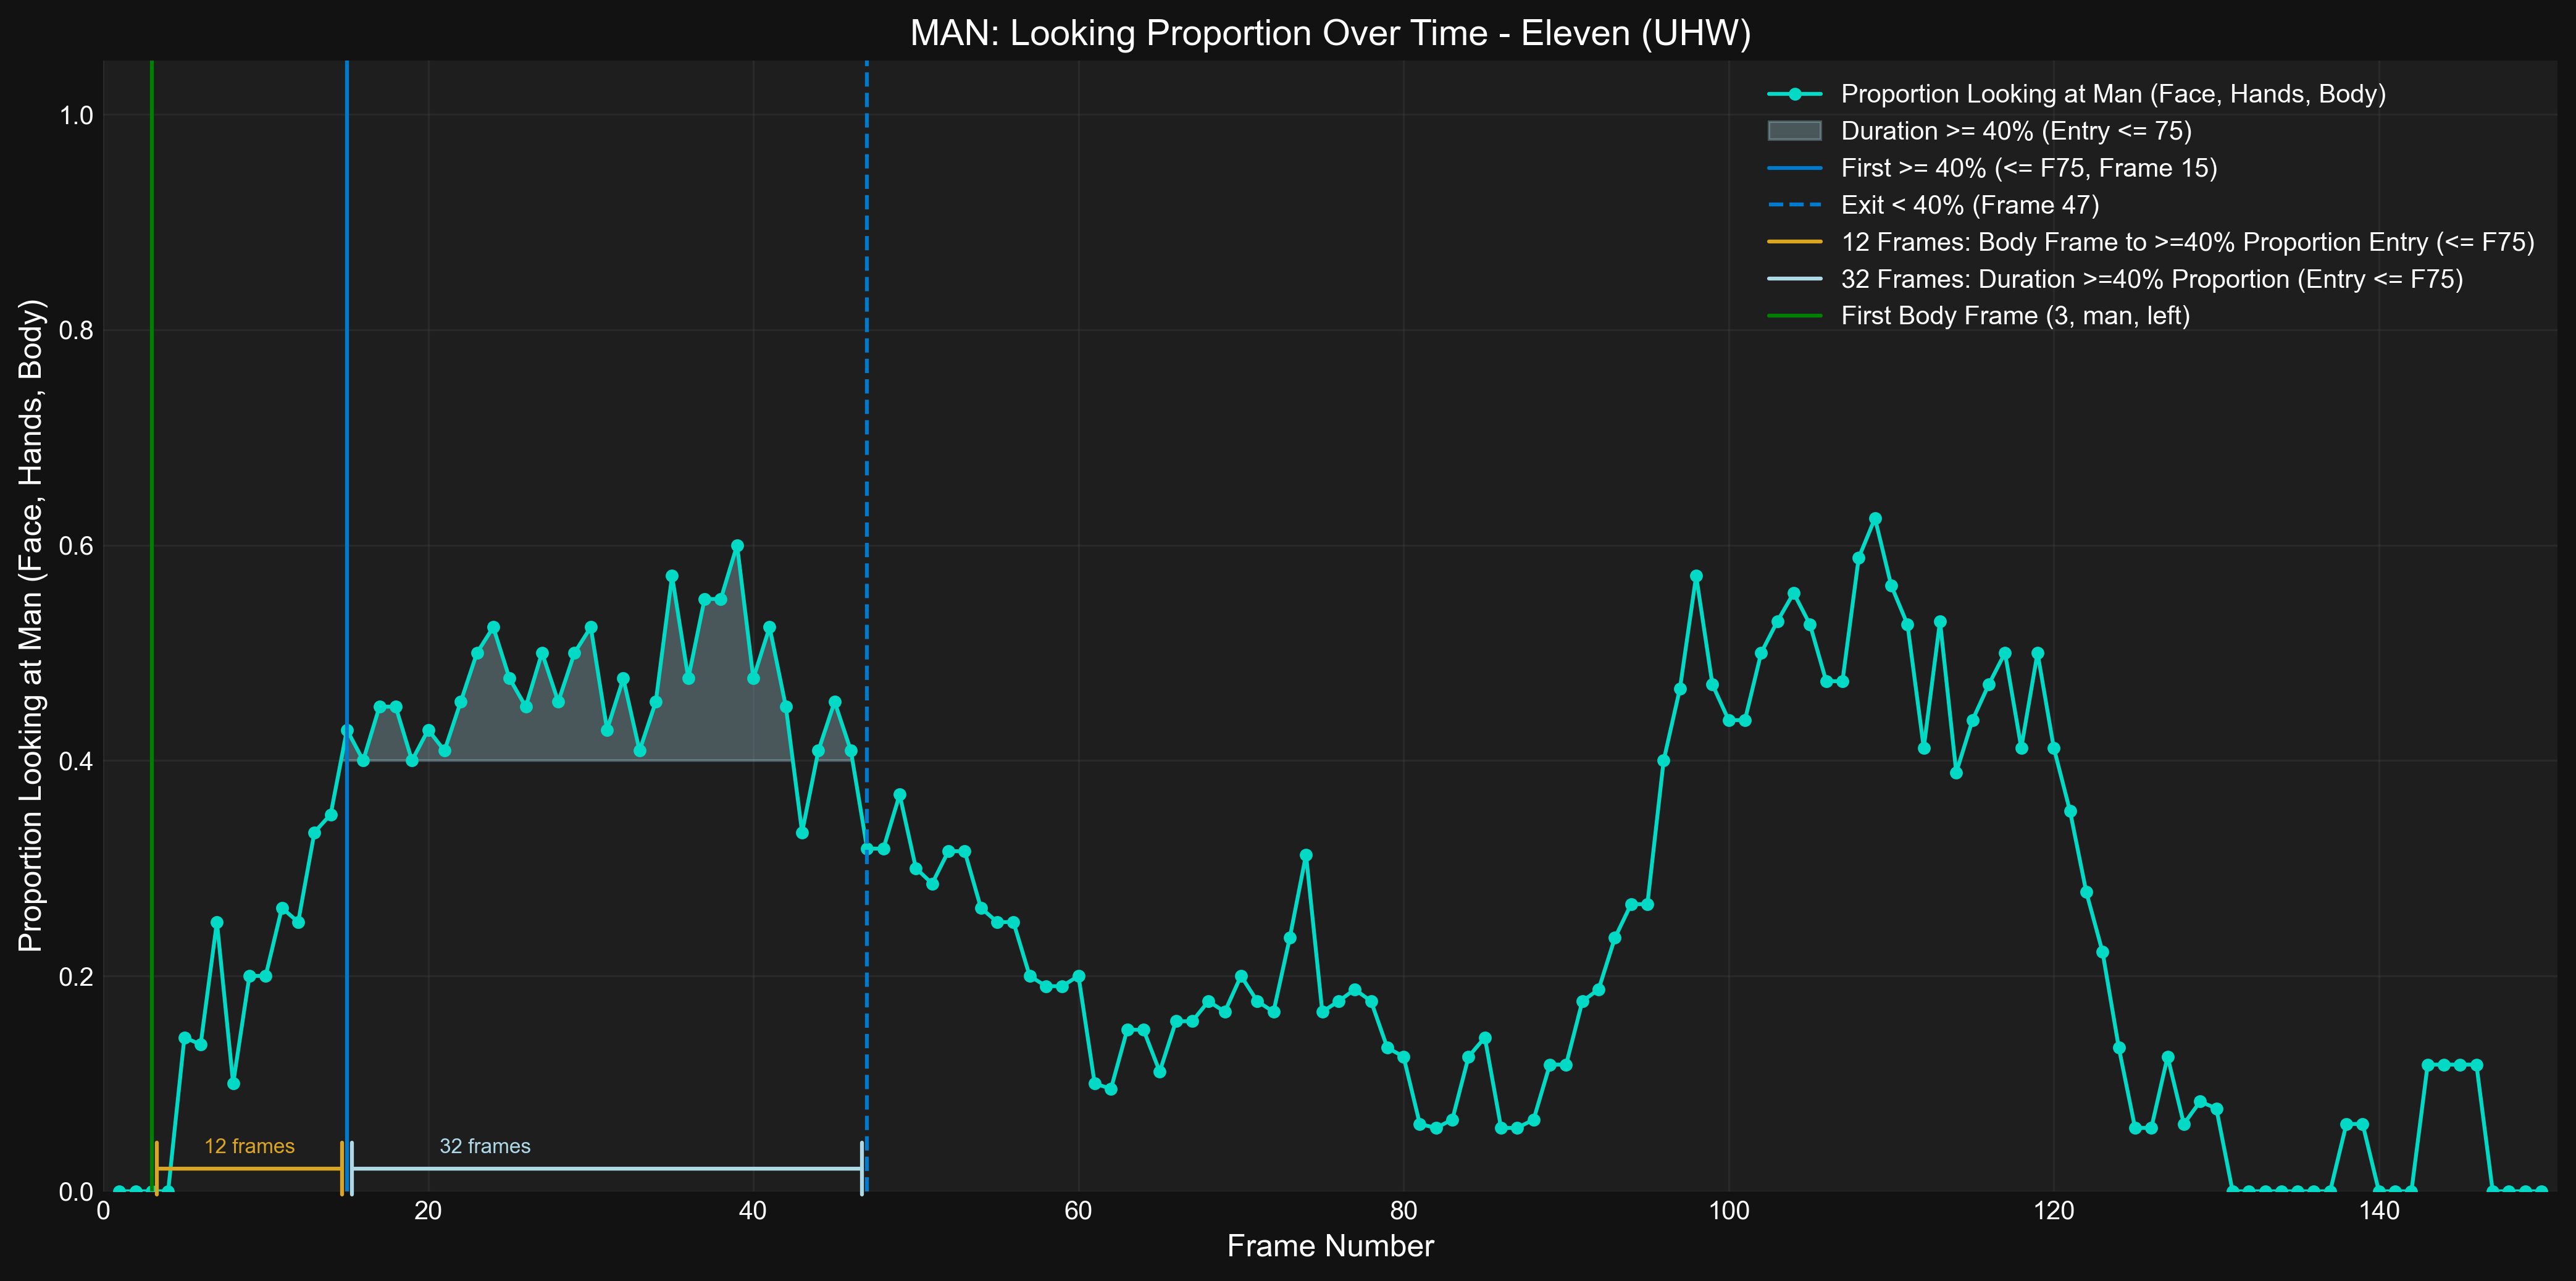 MAN: Looking Proportion Over Time - Eleven (UHW)
Proportion Looking at Man (Face, Hands, Body)
Duration >= 40% (Entry <= 75)
First >= 40% (<= F75, Frame 15)
Exit < 40% (Frame 47)
12 Frames: Body Frame to >=40% Proportion Entry (<= F75)
32 Frames: Duration >=40% Proportion (Entry <= F75)
First Body Frame (3, man, left)
Proportion Looking at Man (Face, Hands, Body)
1.0
0.8
0.6
0.4
0.2
0.0
12 frames
32 frames
0 20 40 60 80 100 120 140
Frame Number